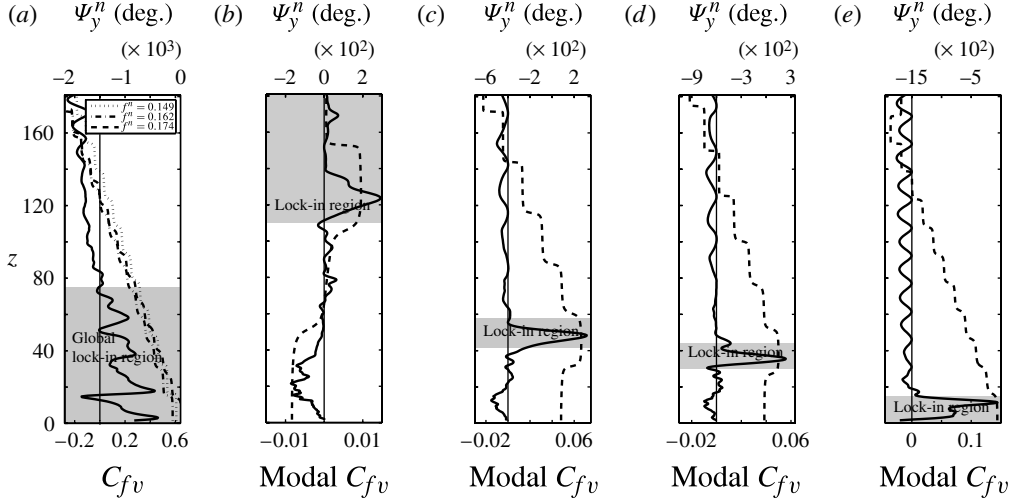 (a) Ψ_y^n (deg.) (b) Ψ_y^n (deg.) (c) Ψ_y^n (deg.) (d) Ψ_y^n (deg.) (e) Ψ_y^n (deg.)
(× 10³) (× 10²) (× 10²) (× 10²) (× 10²)
−2 −1 0 −2 0 2 −6 −2 2 −9 −3 3 −15 −5
f^n = 0.149
f^n = 0.162
f^n = 0.174
160
120
Lock-in region
z
80
Global
lock-in region
Lock-in region
Lock-in region
40
Lock-in region
0
−0.2 0.2 0.6 −0.01 0.01 −0.02 0.06 −0.02 0.06 0 0.1
C_fv Modal C_fv Modal C_fv Modal C_fv Modal C_fv